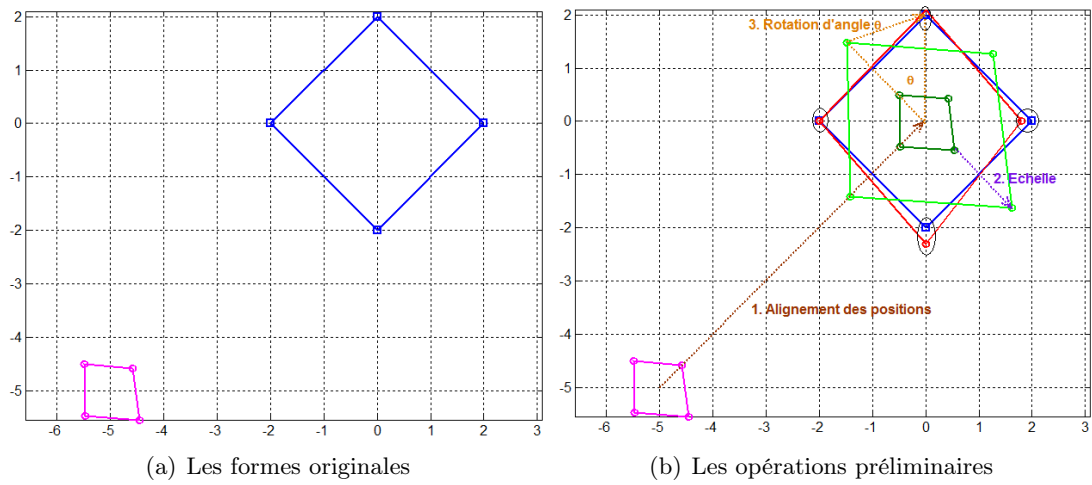 2
1
0
-1
-2
-3
-4
-5
-6 -5 -4 -3 -2 -1 0 1 2 3
(a) Les formes originales
2
1
0
-1
-2
-3
-4
-5
-6 -5 -4 -3 -2 -1 0 1 2 3
3. Rotation d'angle θ
θ
2. Echelle
1. Alignement des positions
(b) Les opérations préliminaires